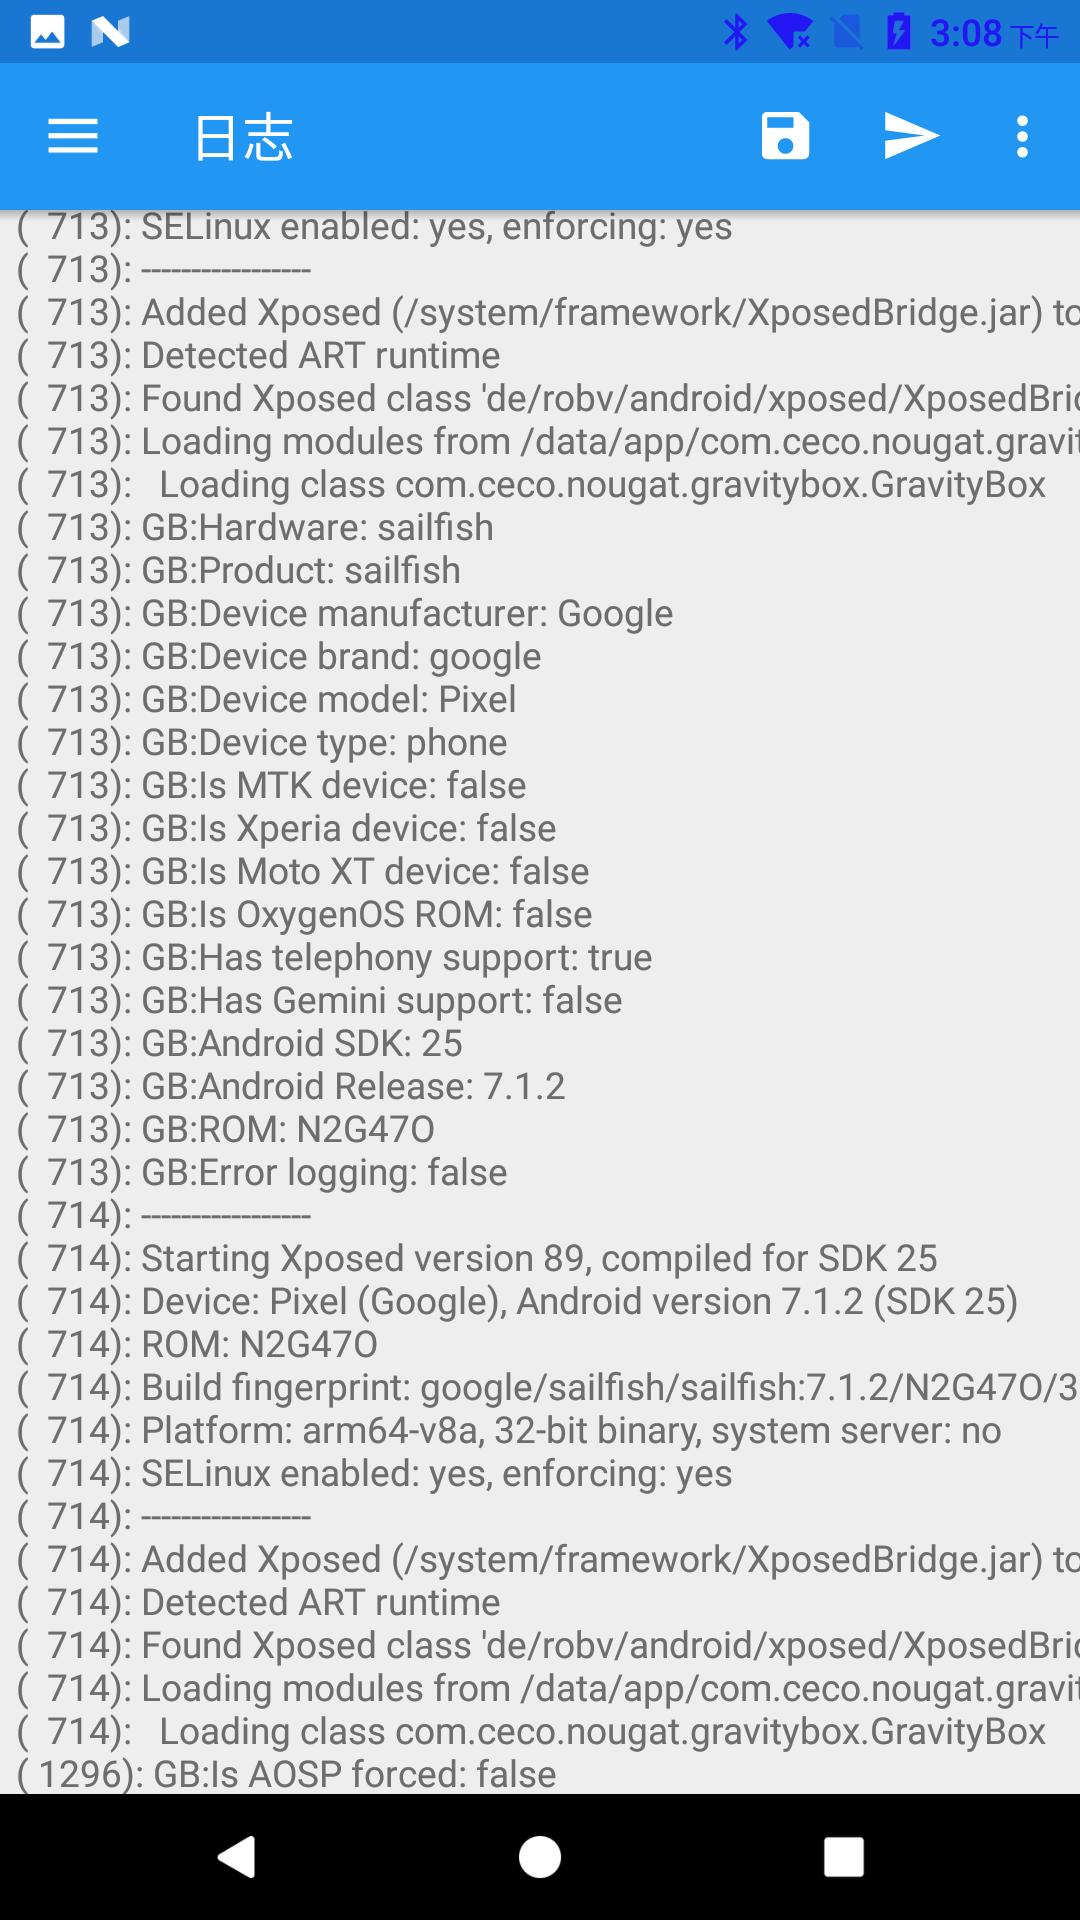 3:08 下午
日志
( 713): SELinux enabled: yes, enforcing: yes
( 713): -----------------
( 713): Added Xposed (/system/framework/XposedBridge.jar) to
( 713): Detected ART runtime
( 713): Found Xposed class 'de/robv/android/xposed/XposedBrid
( 713): Loading modules from /data/app/com.ceco.nougat.gravit
( 713):   Loading class com.ceco.nougat.gravitybox.GravityBox
( 713): GB:Hardware: sailfish
( 713): GB:Product: sailfish
( 713): GB:Device manufacturer: Google
( 713): GB:Device brand: google
( 713): GB:Device model: Pixel
( 713): GB:Device type: phone
( 713): GB:Is MTK device: false
( 713): GB:Is Xperia device: false
( 713): GB:Is Moto XT device: false
( 713): GB:Is OxygenOS ROM: false
( 713): GB:Has telephony support: true
( 713): GB:Has Gemini support: false
( 713): GB:Android SDK: 25
( 713): GB:Android Release: 7.1.2
( 713): GB:ROM: N2G47O
( 713): GB:Error logging: false
( 714): -----------------
( 714): Starting Xposed version 89, compiled for SDK 25
( 714): Device: Pixel (Google), Android version 7.1.2 (SDK 25)
( 714): ROM: N2G47O
( 714): Build fingerprint: google/sailfish/sailfish:7.1.2/N2G47O/3
( 714): Platform: arm64-v8a, 32-bit binary, system server: no
( 714): SELinux enabled: yes, enforcing: yes
( 714): -----------------
( 714): Added Xposed (/system/framework/XposedBridge.jar) to
( 714): Detected ART runtime
( 714): Found Xposed class 'de/robv/android/xposed/XposedBrid
( 714): Loading modules from /data/app/com.ceco.nougat.gravit
( 714):   Loading class com.ceco.nougat.gravitybox.GravityBox
( 1296): GB:Is AOSP forced: false